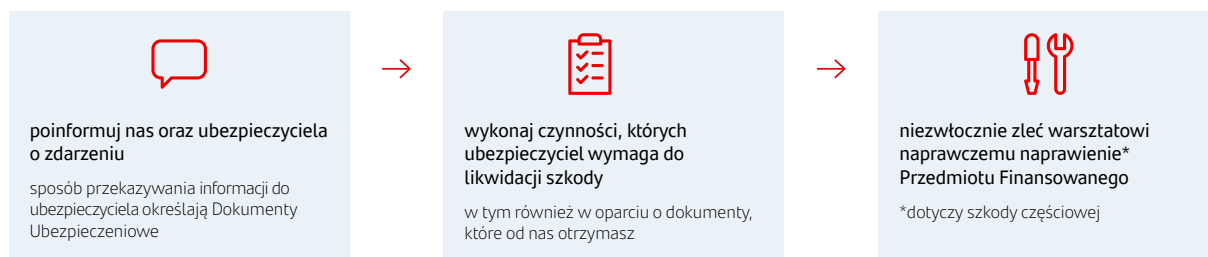 poinformuj nas oraz ubezpieczyciela
o zdarzeniu
sposób przekazywania informacji do
ubezpieczyciela określają Dokumenty
Ubezpieczeniowe
wykonaj czynności, których
ubezpieczyciel wymaga do
likwidacji szkody
w tym również w oparciu o dokumenty,
które od nas otrzymasz
niezwłocznie zleć warsztatowi
naprawczemu naprawienie*
Przedmiotu Finansowanego
*dotyczy szkody częściowej